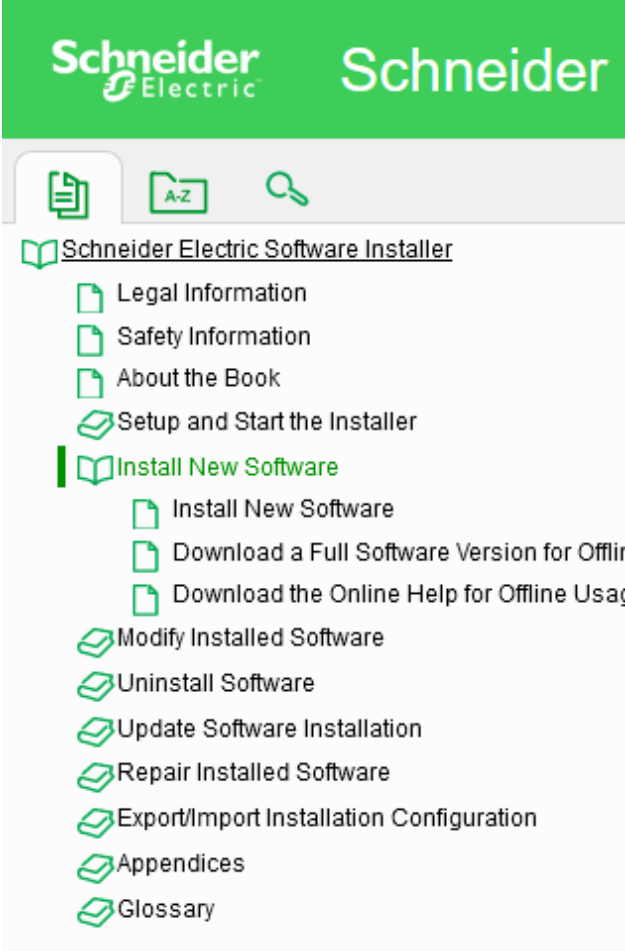 Schneider
Electric
Schneider
A-Z
Schneider Electric Software Installer
Legal Information
Safety Information
About the Book
Setup and Start the Installer
Install New Software
Install New Software
Download a Full Software Version for
Download the Online Help for Offline
Modify Installed Software
Uninstall Software
Update Software Installation
Repair Installed Software
Export/Import Installation Configuration
Appendices
Glossary